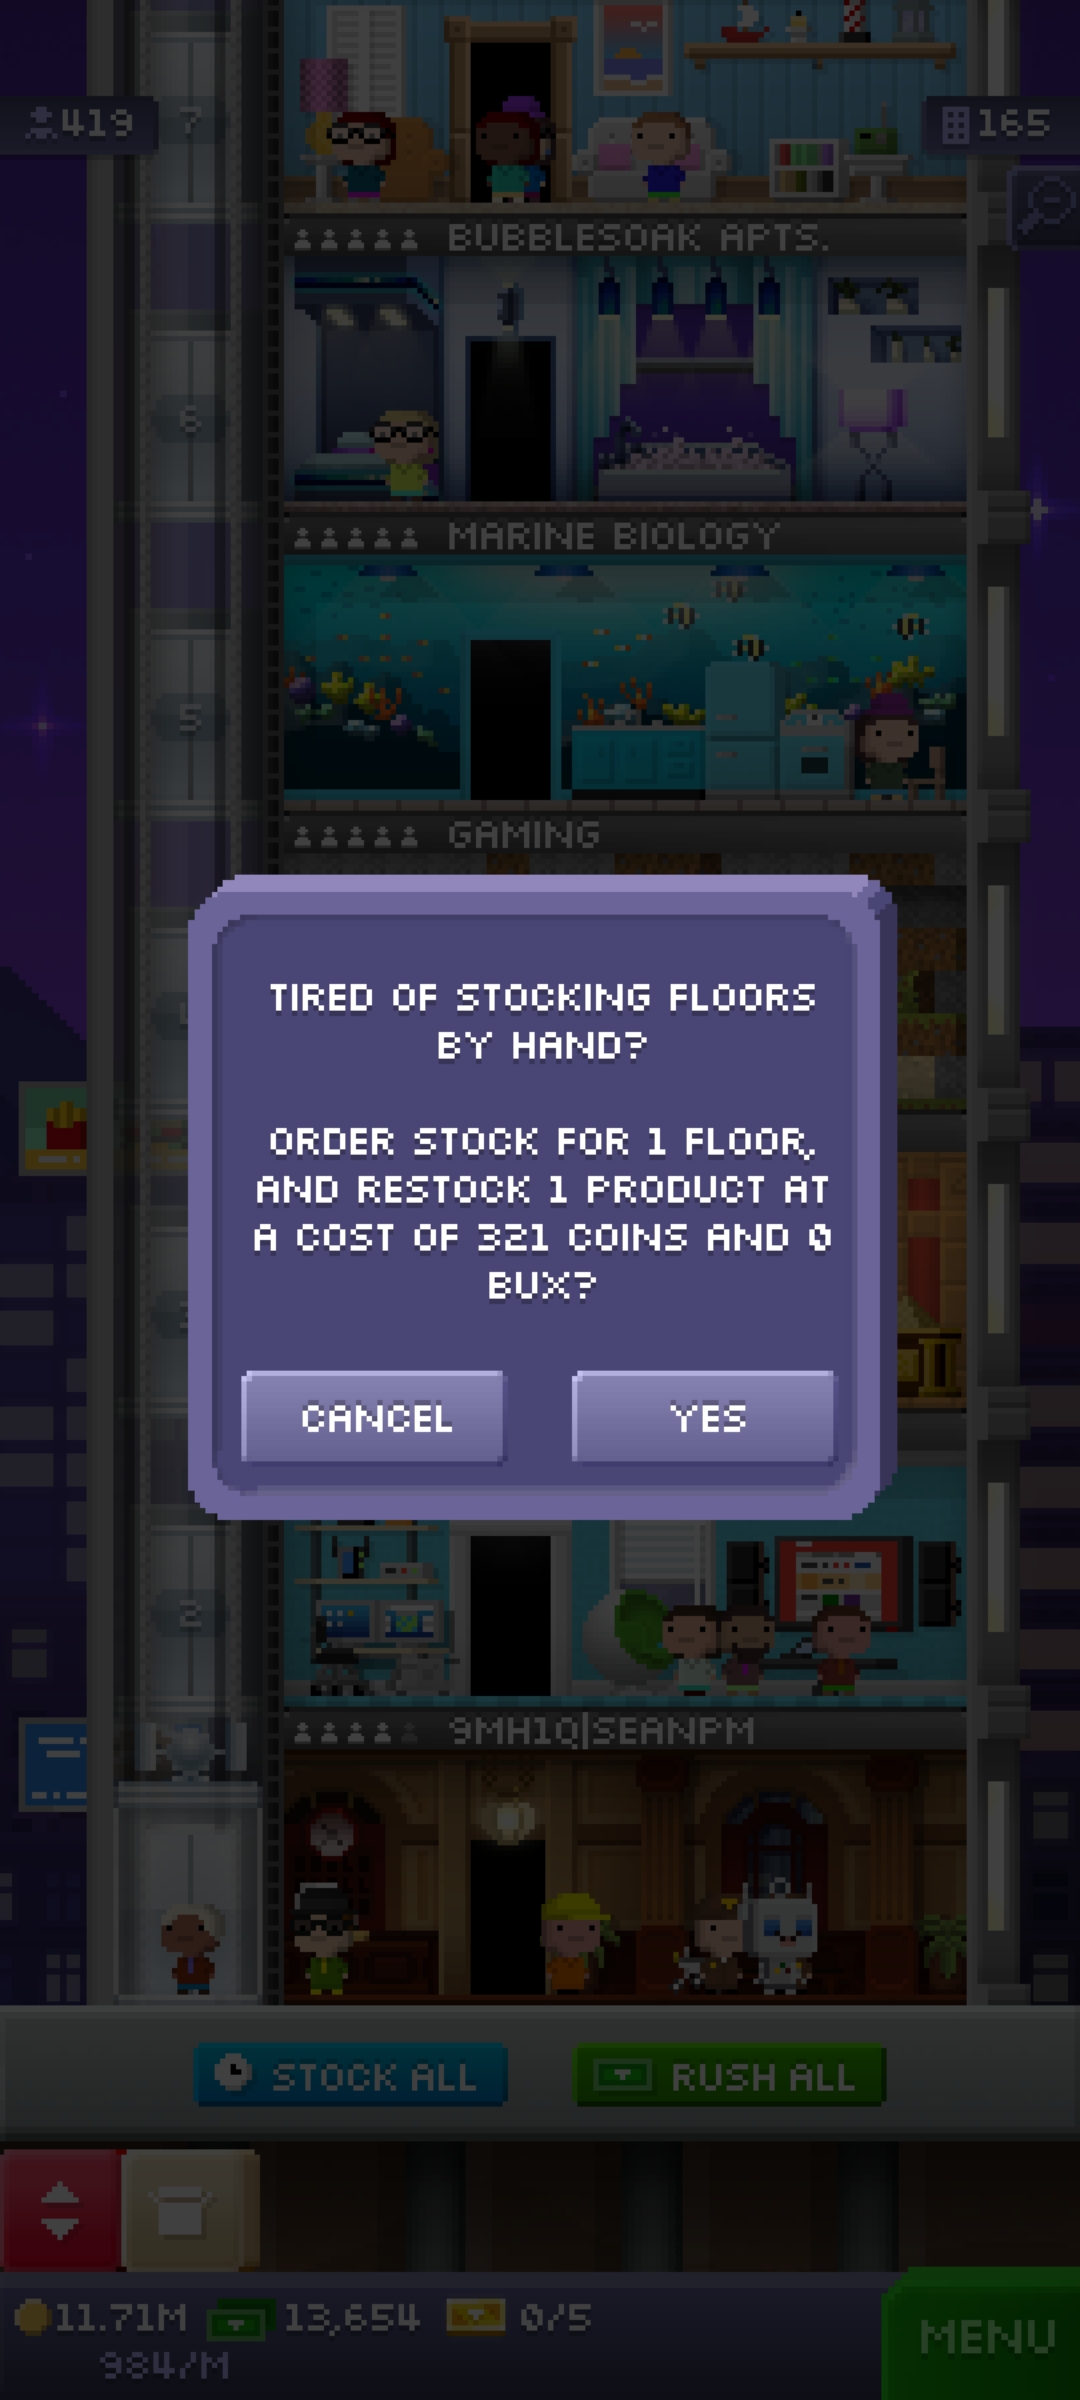 419
7
165
BUBBLESOAK APTS.
6
MARINE BIOLOGY
5
GAMING
TIRED OF STOCKING FLOORS
BY HAND?
ORDER STOCK FOR 1 FLOOR,
AND RESTOCK 1 PRODUCT AT
A COST OF 321 COINS AND 0
BUX?
CANCEL
YES
2
9MH1Q|SEANPM
STOCK ALL
RUSH ALL
11.71M
13,654
0/5
984/M
MENU